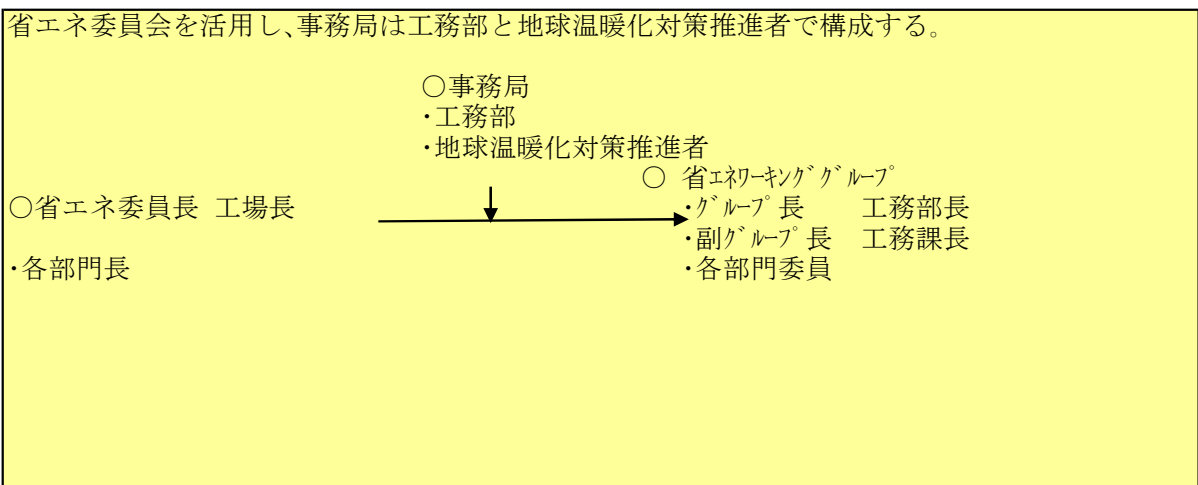 省エネ委員会を活用し、事務局は工務部と地球温暖化対策推進者で構成する。
○事務局
・工務部
・地球温暖化対策推進者
○ 省ｴﾈﾜｰｷﾝｸﾞｸﾞﾙｰﾌﾟ
○省エネ委員長 工場長
・ｸﾞﾙｰﾌﾟ長 工務部長
・副ｸﾞﾙｰﾌﾟ長 工務課長
・各部門長
・各部門委員